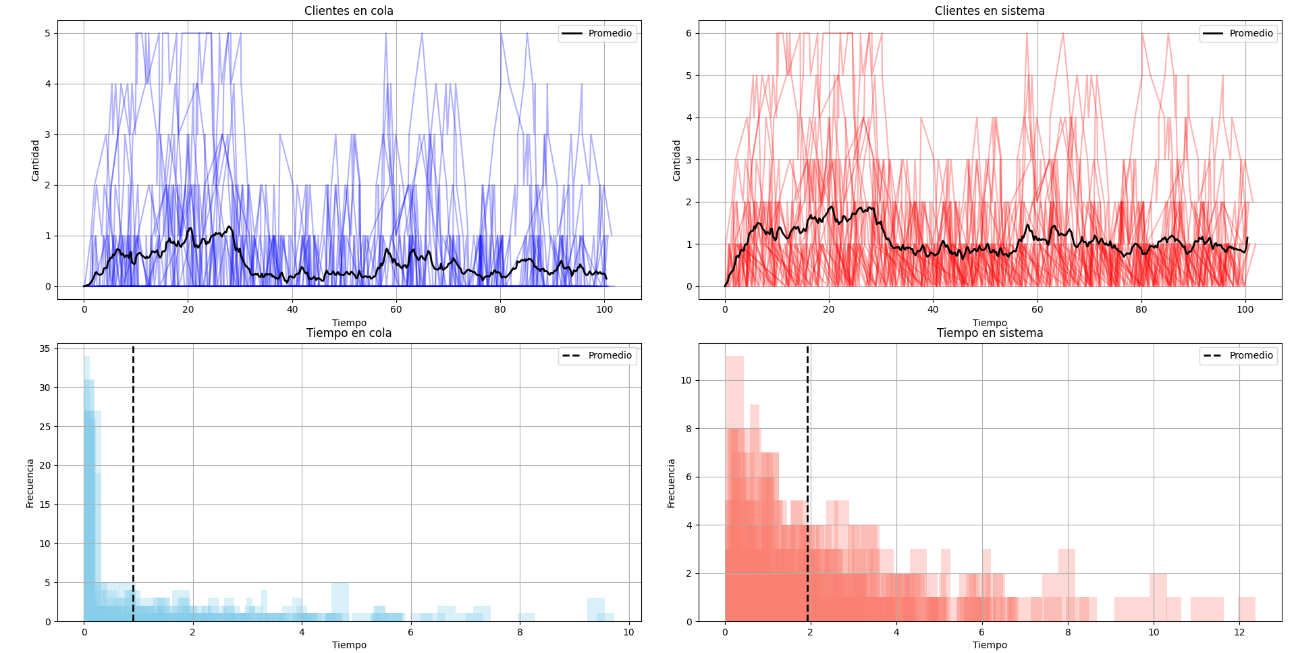 Clientes en cola
5
4
3
2
1
0
Cantidad
Promedio
0 20 40 60 80 100
Tiempo
Clientes en sistema
6
5
4
3
2
1
0
Cantidad
Promedio
0 20 40 60 80 100
Tiempo
Tiempo en cola
35
30
25
20
15
10
5
0
Frecuencia
Promedio
0 2 4 6 8 10
Tiempo
Tiempo en sistema
10
8
6
4
2
0
Frecuencia
Promedio
0 2 4 6 8 10 12
Tiempo